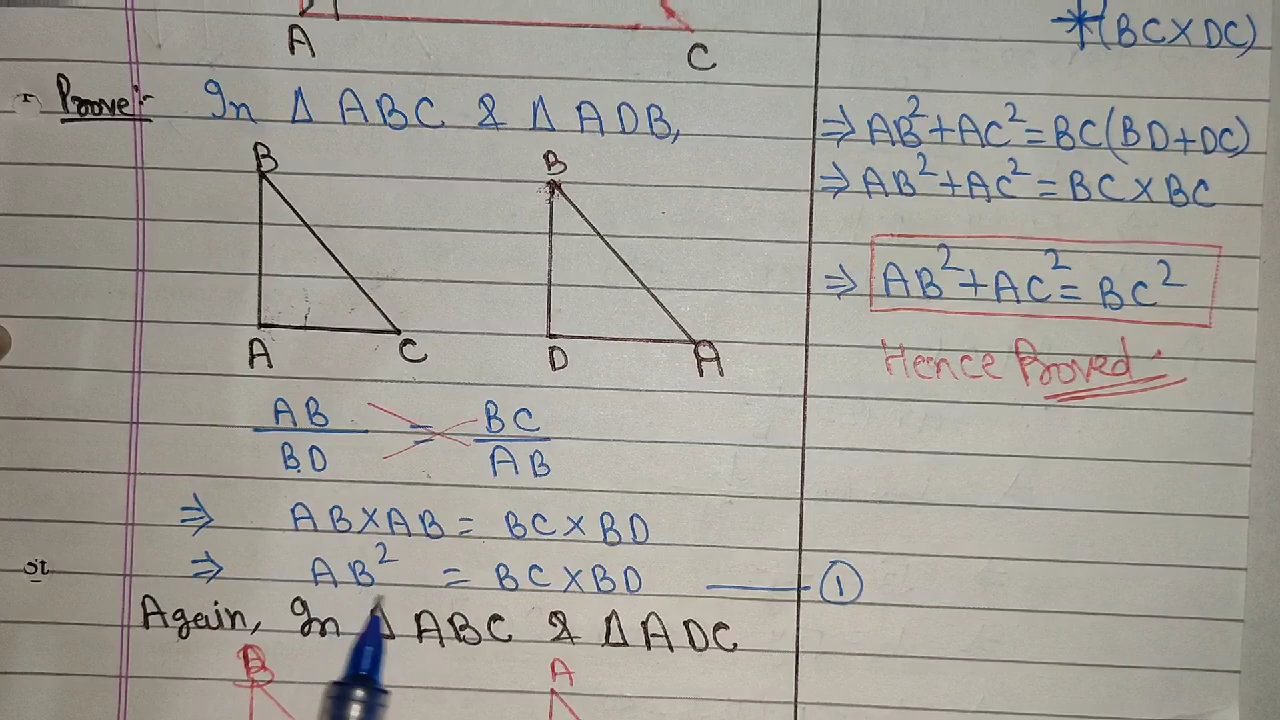 A
C
Prove:- In Δ ABC & Δ ADB,
B
B
A
C
D
A
AB/BD = BC/AB
⇒ AB×AB = BC×BD
⇒ AB² = BC×BD —— ①
Again, In Δ ABC & Δ ADC
B
A
+(BC×DC)
⇒ AB²+AC²=BC(BD+DC)
⇒ AB²+AC²=BC×BC
⇒ AB²+AC²=BC²
Hence Proved.